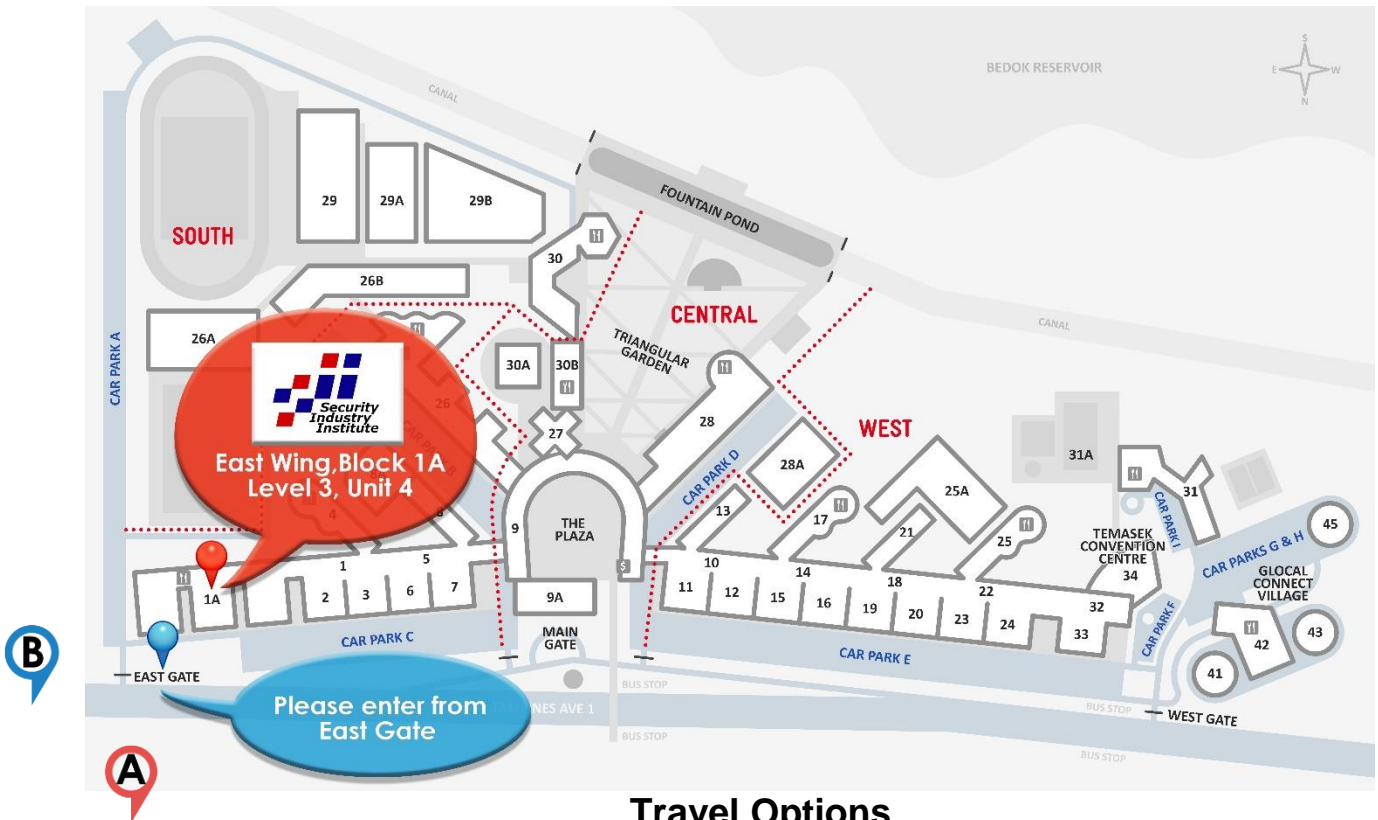 BEDOK RESERVOIR
S
E
W
N
CANAL
FOUNTAIN POND
29
29A
29B
SOUTH
30
26B
CENTRAL
CANAL
TRIANGULAR
GARDEN
26A
30A
30B
CAR PARK A
28
WEST
26
27
CAR PARK D
28A
31A
Security
Industry
Institute
East Wing,Block 1A
Level 3, Unit 4
25A
31
CAR PARK I
13
17
21
25
9
THE
PLAZA
$
TEMASEK
CONVENTION
CENTRE
34
CAR PARKS G & H
45
GLOCAL
CONNECT
VILLAGE
4
1
5
10
14
18
22
32
1A
2
3
6
7
9A
11
12
15
16
19
20
23
24
33
CAR PARK F
42
43
41
CAR PARK C
MAIN
GATE
CAR PARK E
B
EAST GATE
BUS STOP
BUS STOP
WEST GATE
Please enter from
East Gate
NES AVE 1
BUS STOP
BUS STOP
A
Travel Options